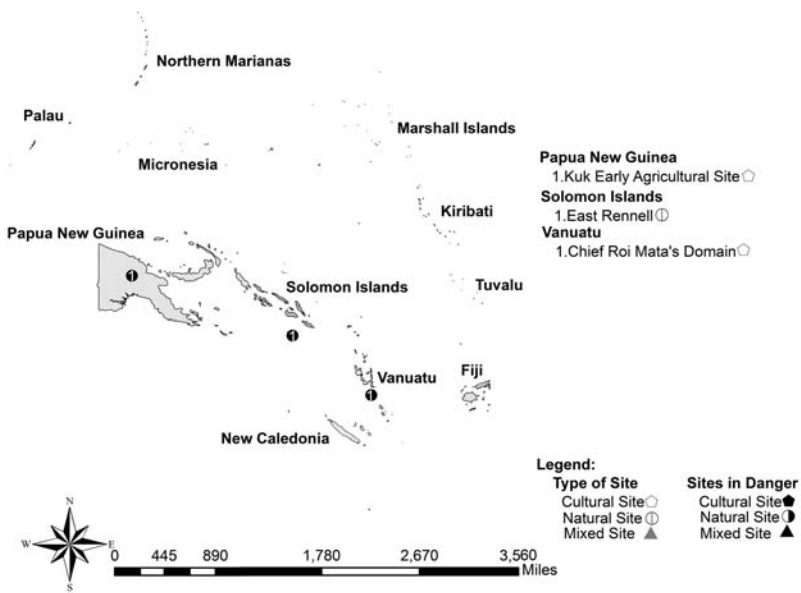 Northern Marianas
Palau
Marshall Islands
Micronesia
Papua New Guinea
1.Kuk Early Agricultural Site
Solomon Islands
1.East Rennell
Vanuatu
1.Chief Roi Mata's Domain
Kiribati
Papua New Guinea
1
Solomon Islands
Tuvalu
1
Vanuatu
Fiji
1
New Caledonia
Legend:
Type of Site
Cultural Site
Natural Site
Mixed Site
Sites in Danger
Cultural Site
Natural Site
Mixed Site
N
W E
S
0 445 890 1,780 2,670 3,560
Miles